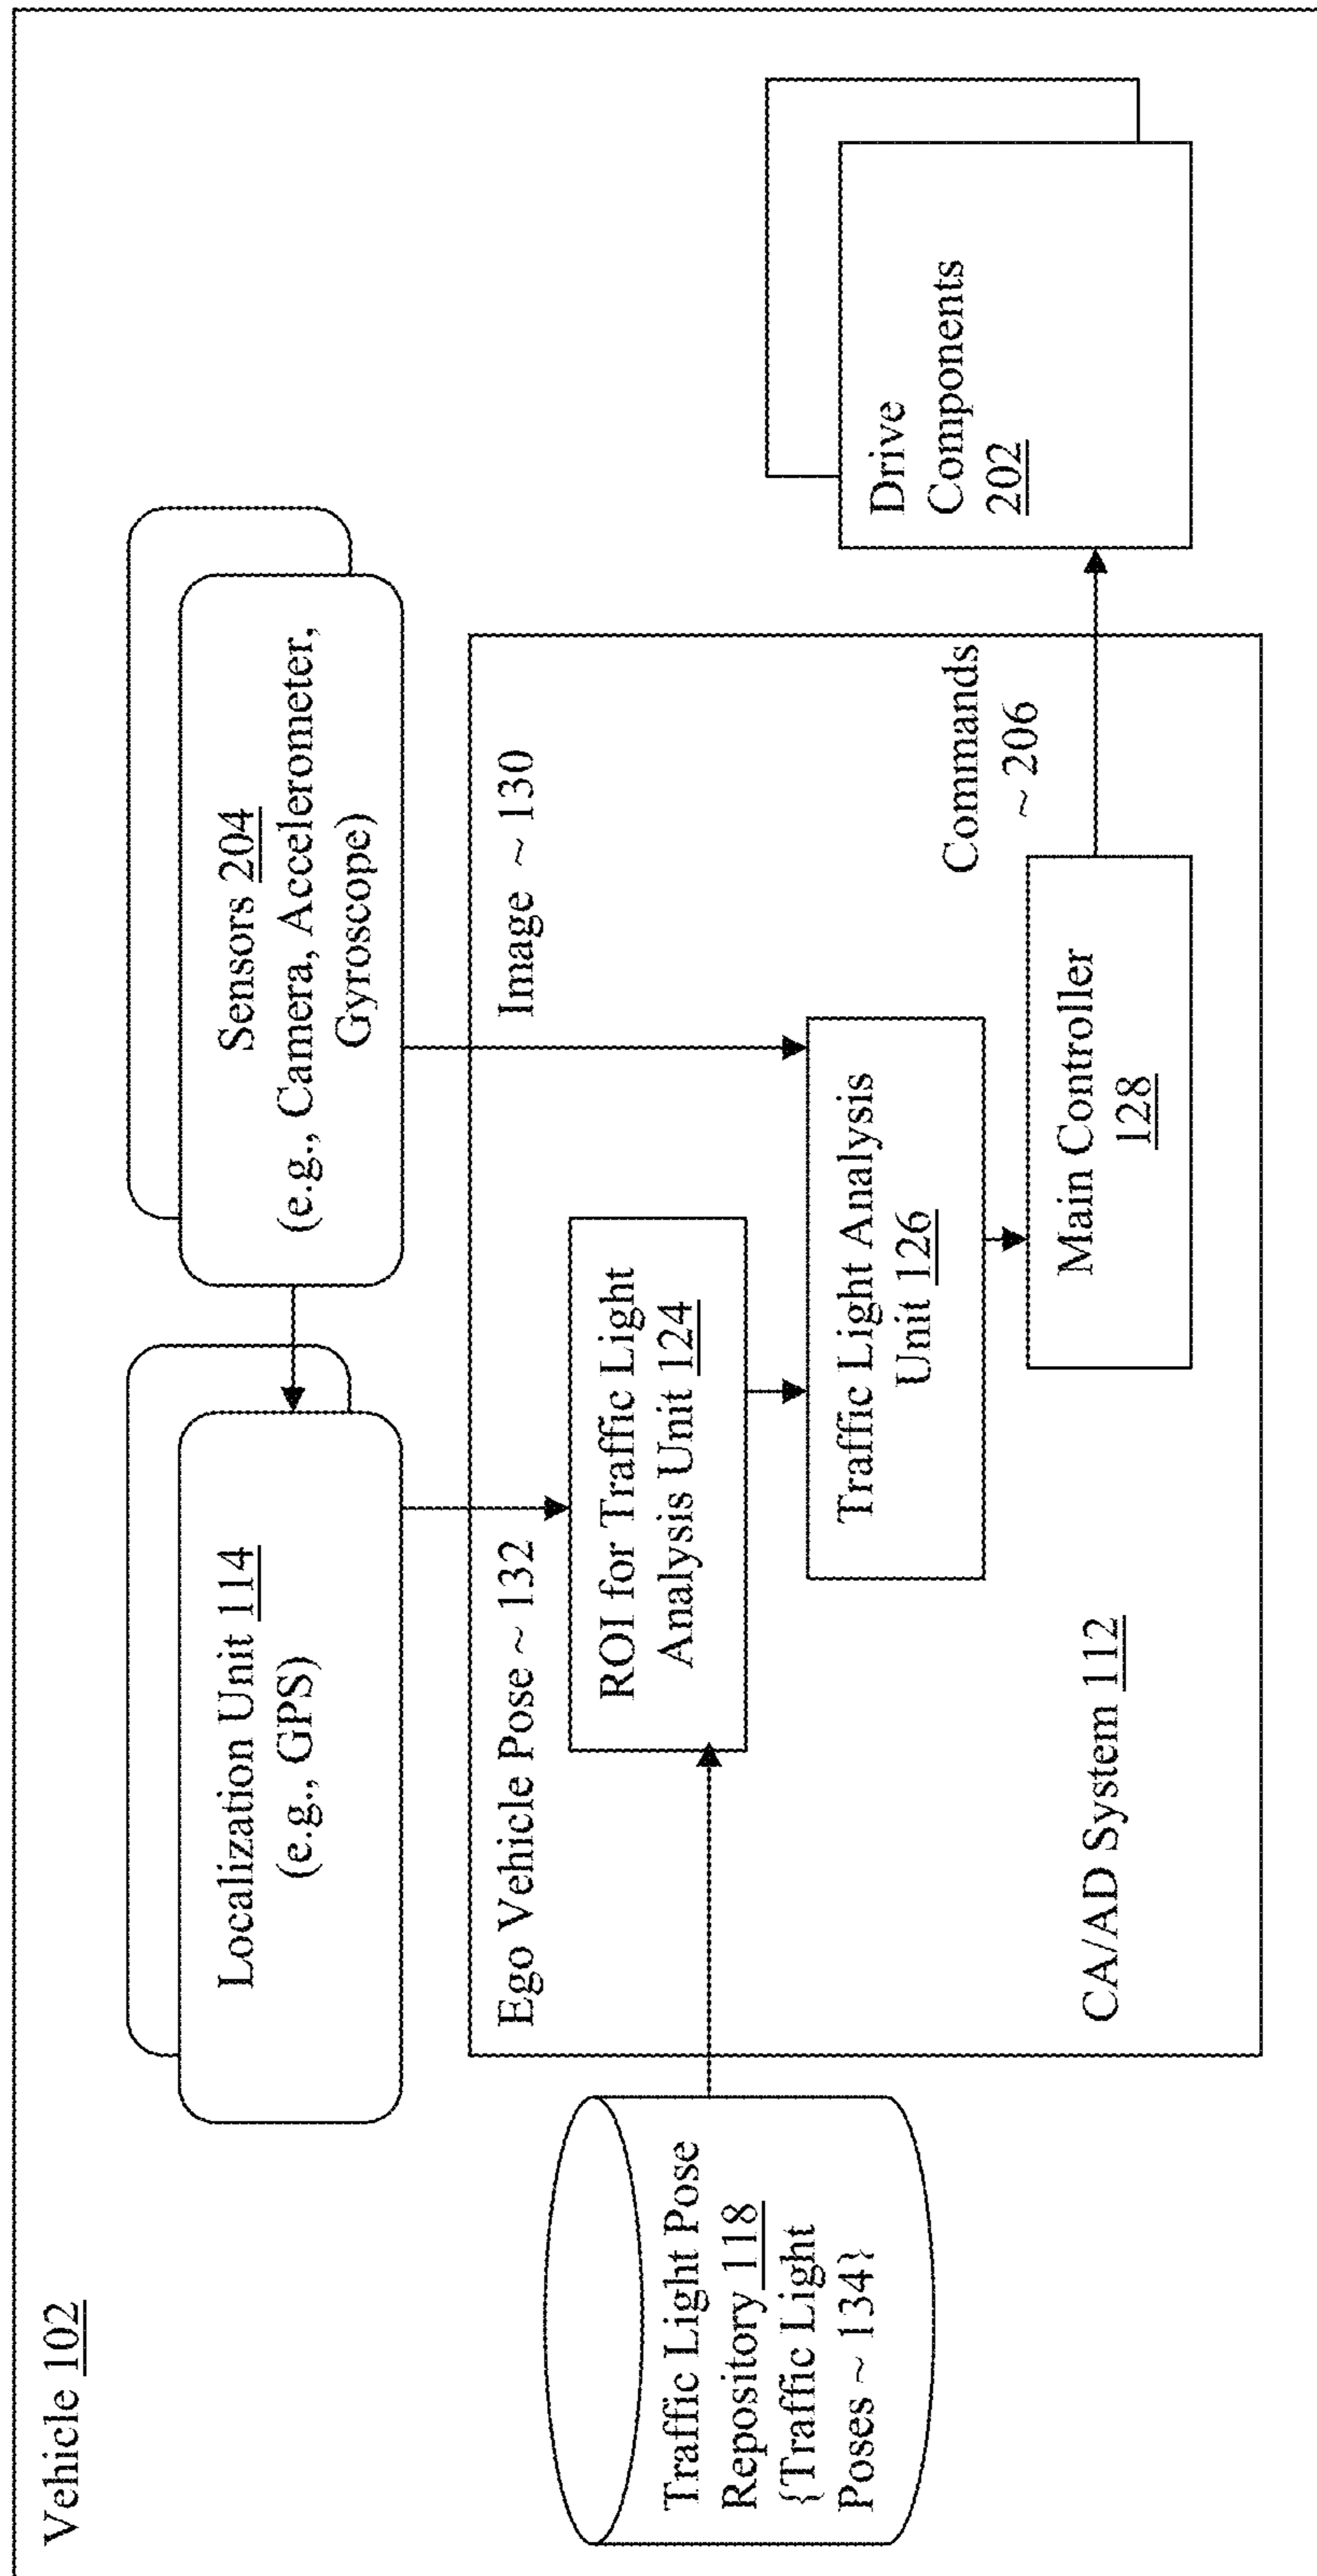 Vehicle 102
Localization Unit 114
(e.g., GPS)
Sensors 204
(e.g., Camera, Accelerometer,
Gyroscope)
Ego Vehicle Pose ~ 132
Image ~ 130
Traffic Light Pose
Repository 118
{Traffic Light
Poses ~ 134}
ROI for Traffic Light
Analysis Unit 124
Traffic Light Analysis
Unit 126
Commands
~ 206
Main Controller
128
Drive
Components
202
CA/AD System 112